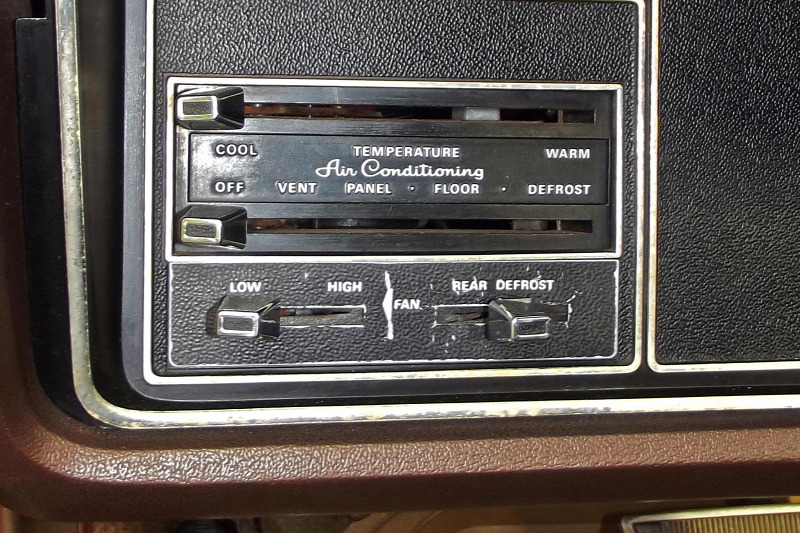 COOL TEMPERATURE WARM
Air Conditioning
OFF VENT PANEL · FLOOR · DEFROST
LOW HIGH REAR DEFROST
FAN